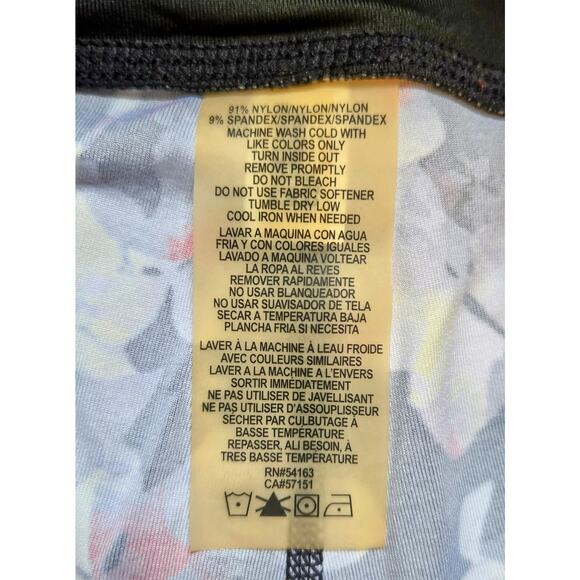 91% NYLON/NYLON/NYLON
9% SPANDEX/SPANDEX/SPANDEX
MACHINE WASH COLD WITH
LIKE COLORS ONLY
TURN INSIDE OUT
REMOVE PROMPTLY
DO NOT BLEACH
DO NOT USE FABRIC SOFTENER
TUMBLE DRY LOW
COOL IRON WHEN NEEDED
LAVAR A MAQUINA CON AGUA
FRIA Y CON COLORES IGUALES
LAVADO A MAQUINA VOLTEAR
LA ROPA AL REVES
REMOVER RAPIDAMENTE
NO USAR BLANQUEADOR
NO USAR SUAVISADOR DE TELA
SECAR A TEMPERATURA BAJA
PLANCHA FRIA SI NECESITA
LAVER À LA MACHINE À LEAU FROIDE
AVEC COULEURS SIMILAIRES
LAVER A LA MACHINE A L'ENVERS
SORTIR IMMÉDIATEMENT
NE PAS UTILISER DE JAVELLISANT
NE PAS UTILIZER D'ASSOUPLISSEUR
SÉCHER PAR CULBUTAGE À
BASSE TEMPÉRATURE
REPASSER, ALI BESOIN, À
TRES BASSE TEMPÉRATURE
RN#54163
CA#57151